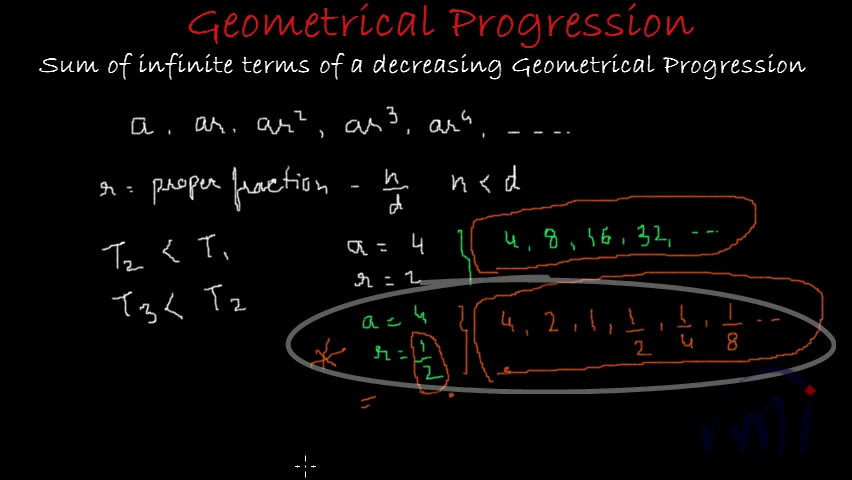 Geometrical Progression
Sum of infinite terms of a decreasing Geometrical Progression
a, ar, ar², ar³, ar⁴, ----
r = proper fraction - n/d n < d
T₂ < T₁
T₃ < T₂
a = 4
r = 2
4, 8, 16, 32, --
a = 4
r = 1/2
4, 2, 1, 1/2, 1/4, 1/8 --
=
rmi